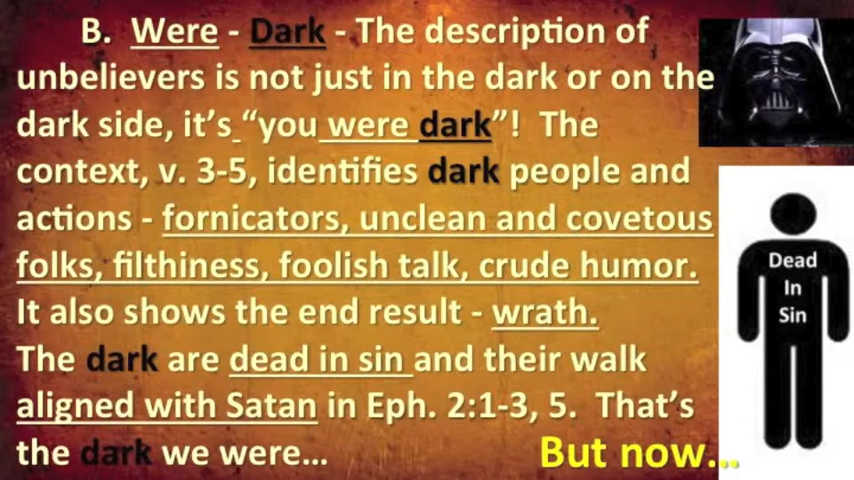 B. Were - Dark - The description of
unbelievers is not just in the dark or on the
dark side, it's “you were dark”! The
context, v. 3-5, identifies dark people and
actions - fornicators, unclean and covetous
folks, filthiness, foolish talk, crude humor.
It also shows the end result - wrath.
The dark are dead in sin and their walk
aligned with Satan in Eph. 2:1-3, 5. That's
the dark we were...
But now...
Dead
In
Sin